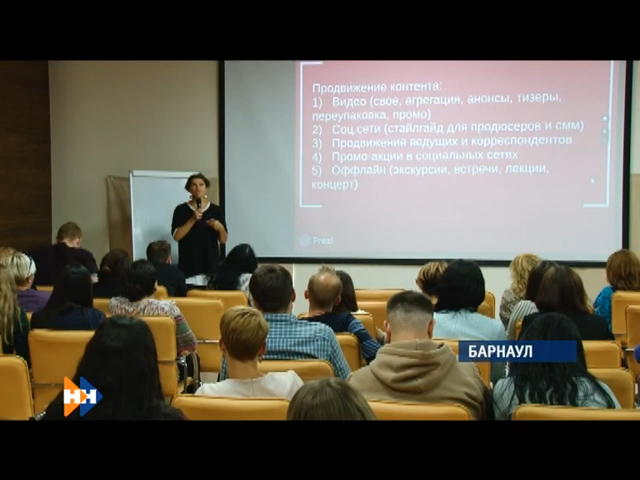 Продвижение контента:
1) Видео (свое, агрегация, анонсы, тизеры,
переупаковка, промо)
2) Соц.сети (стайлгайд для продюсеров и смм)
3) Продвижение ведущих и корреспондентов
4) Промо-акции в социальных сетях
5) Оффлайн (экскурсии, встречи, лекции,
концерт)
Prezi
БАРНАУЛ
НН